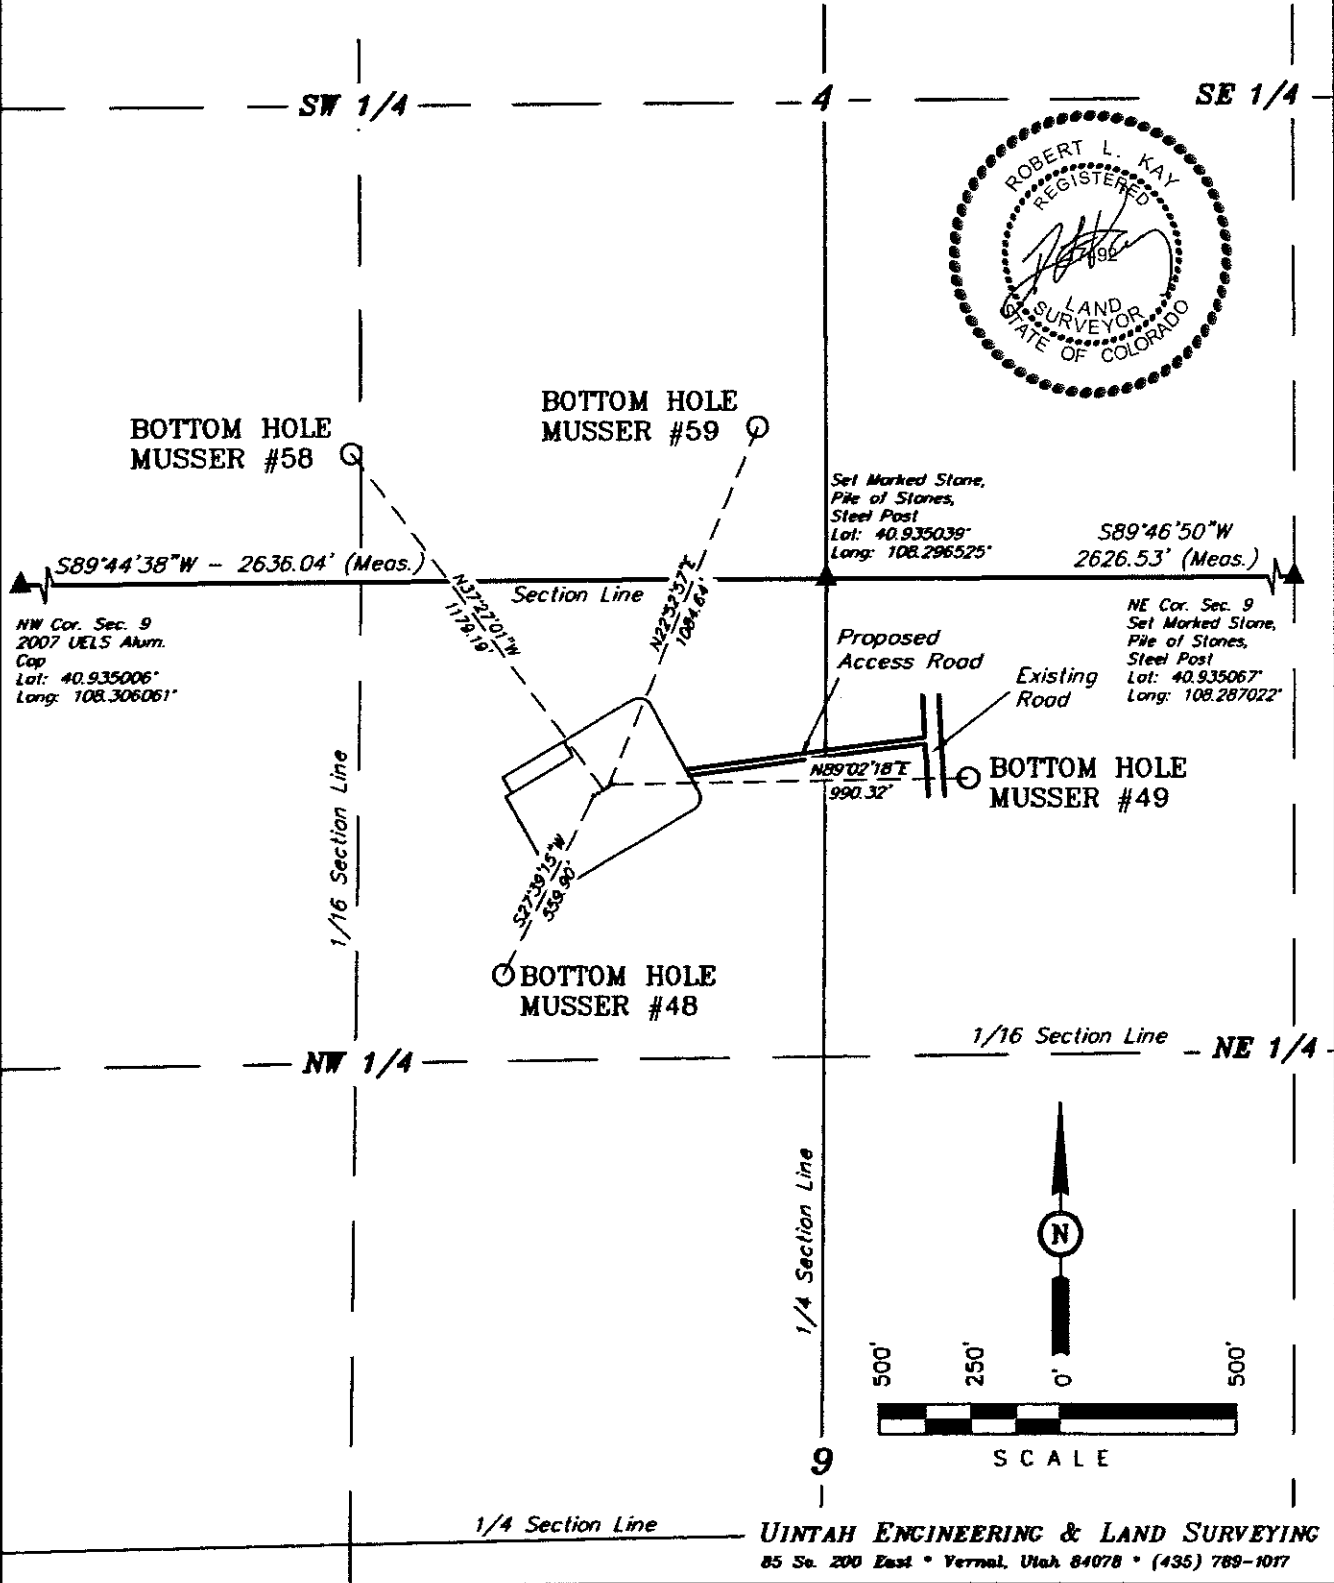 SW 1/4
4
SE 1/4
ROBERT L. KAY
REGISTERED
LAND
SURVEYOR
STATE OF COLORADO
BOTTOM HOLE
MUSSER #58
BOTTOM HOLE
MUSSER #59
Set Marked Stone,
Pile of Stones,
Steel Post
Lat: 40.935039°
Long: 108.296525°
S89°46'50"W
2626.53' (Meas.)
S89°44'38"W - 2636.04' (Meas.)
Section Line
NW Cor. Sec. 9
2007 UELS Alum.
Cap
Lat: 40.935006°
Long: 108.306061°
N37°27'01"W
1179.19'
N22°52'57"E
1084.64'
NE Cor. Sec. 9
Set Marked Stone,
Pile of Stones,
Steel Post
Lat: 40.935067°
Long: 108.287022°
Proposed
Access Road
Existing
Road
N89°02'18"E
990.32'
BOTTOM HOLE
MUSSER #49
1/16 Section Line
S27°39'15"W
559.90'
BOTTOM HOLE
MUSSER #48
1/16 Section Line
NW 1/4
NE 1/4
1/4 Section Line
N
500'
250'
0'
500'
SCALE
9
1/4 Section Line
UINTAH ENGINEERING & LAND SURVEYING
85 So. 200 East * Vernal, Utah 84078 * (435) 789-1017